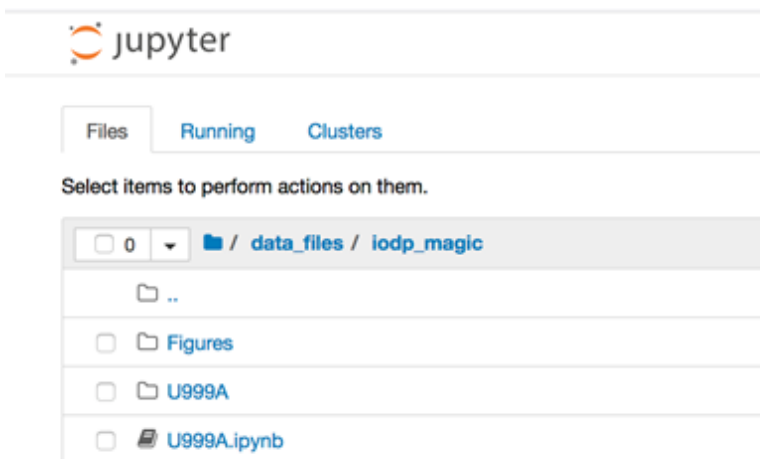 jupyter
Files Running Clusters
Select items to perform actions on them.
0 / data_files / iodp_magic
..
Figures
U999A
U999A.ipynb